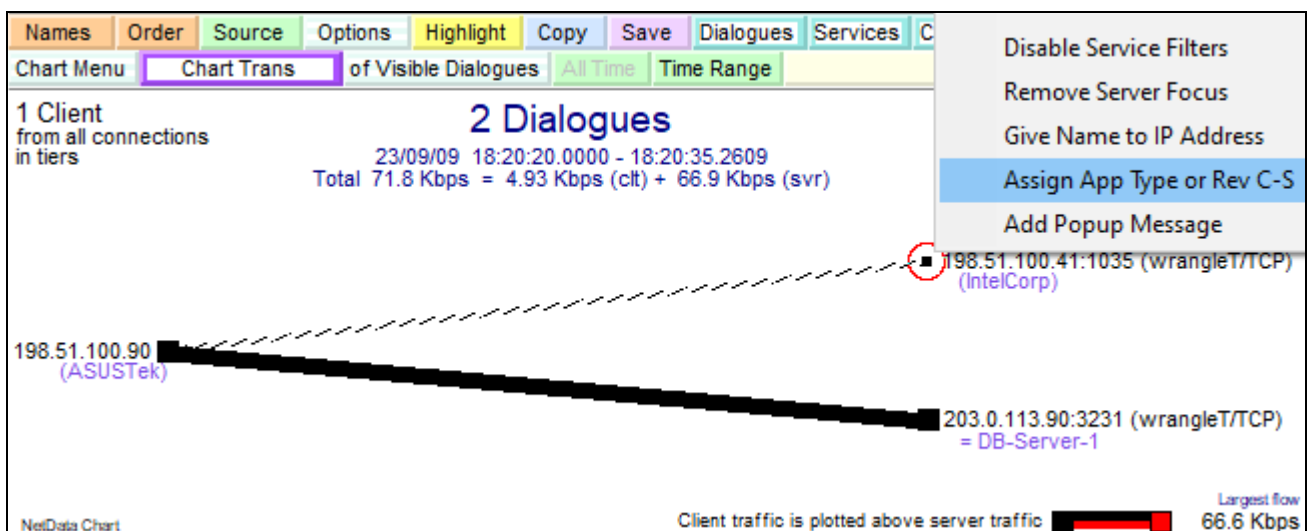 Names Order Source Options Highlight Copy Save Dialogues Services C
Chart Menu Chart Trans of Visible Dialogues All Time Time Range
Disable Service Filters
Remove Server Focus
Give Name to IP Address
Assign App Type or Rev C-S
Add Popup Message
1 Client
from all connections
in tiers
2 Dialogues
23/09/09 18:20:20.0000 - 18:20:35.2609
Total 71.8 Kbps = 4.93 Kbps (clt) + 66.9 Kbps (svr)
198.51.100.41:1035 (wrangleT/TCP)
(IntelCorp)
198.51.100.90
(ASUSTek)
203.0.113.90:3231 (wrangleT/TCP)
= DB-Server-1
Largest flow
NetData Chart
Client traffic is plotted above server traffic
66.6 Kbps